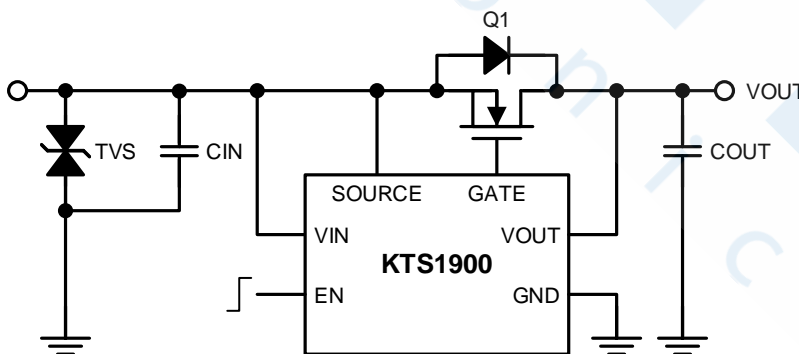 Q1
VOUT
TVS
CIN
COUT
SOURCE
GATE
VIN
VOUT
KTS1900
EN
GND
n
i
c